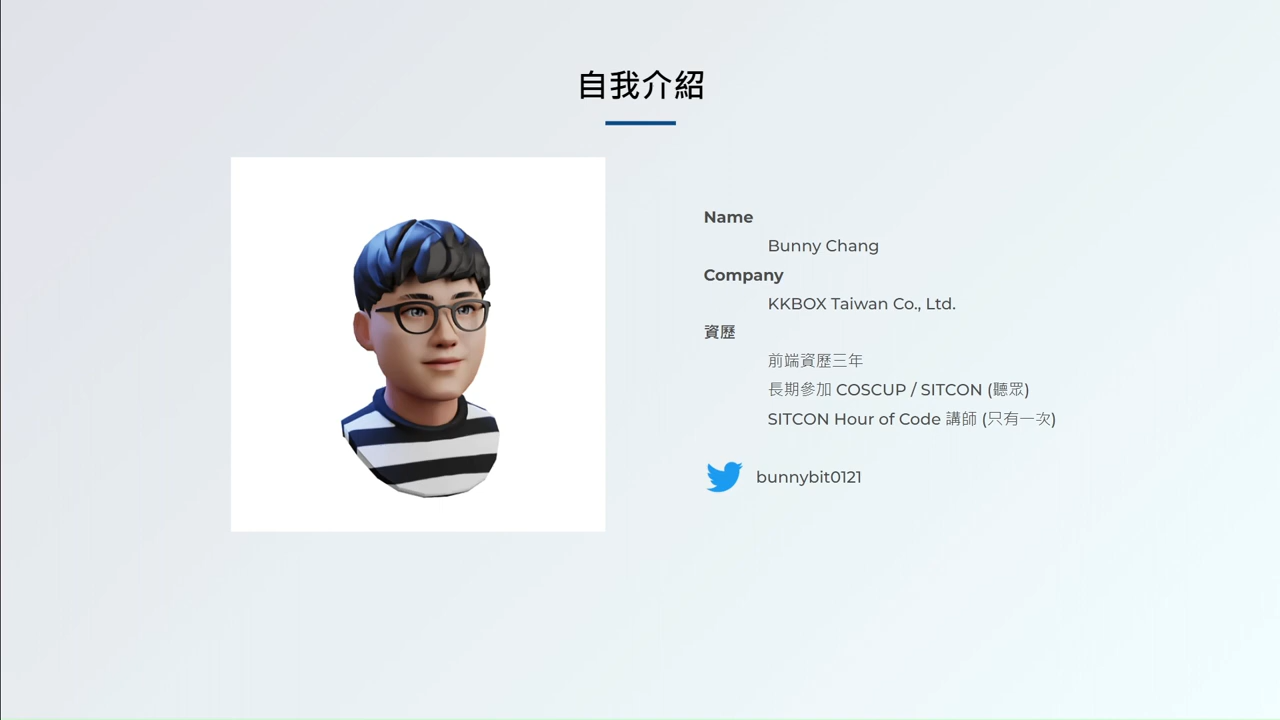 自我介紹
Name
Bunny Chang
Company
KKBOX Taiwan Co., Ltd.
資歷
前端資歷三年
長期參加 COSCUP / SITCON (聽眾)
SITCON Hour of Code 講師 (只有一次)
bunnybit0121